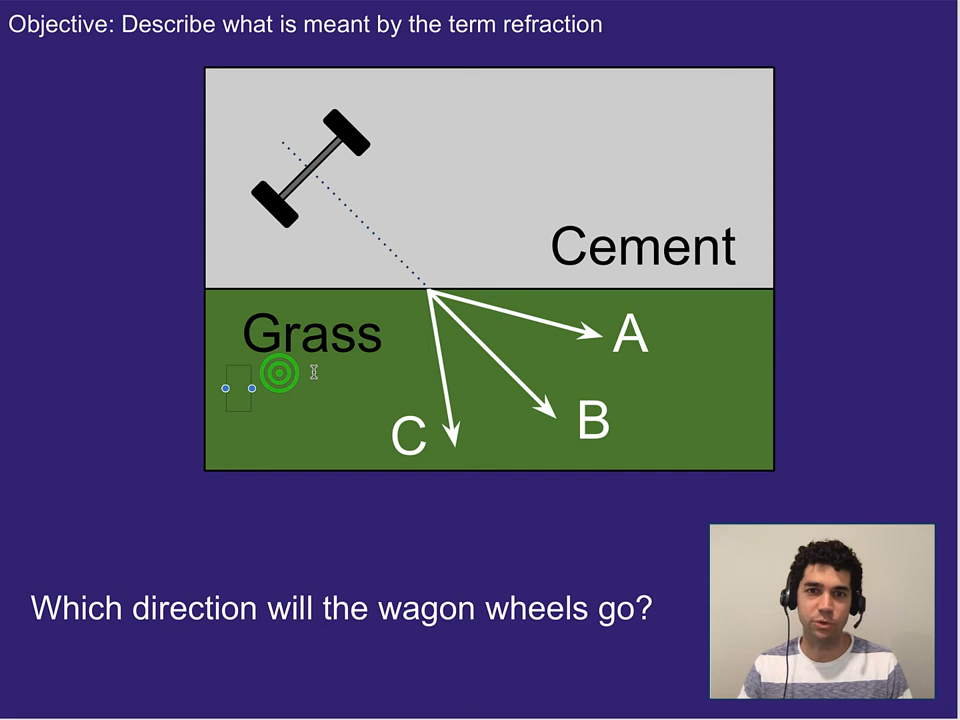 Objective: Describe what is meant by the term refraction
Cement
Grass
A
B
C
Which direction will the wagon wheels go?